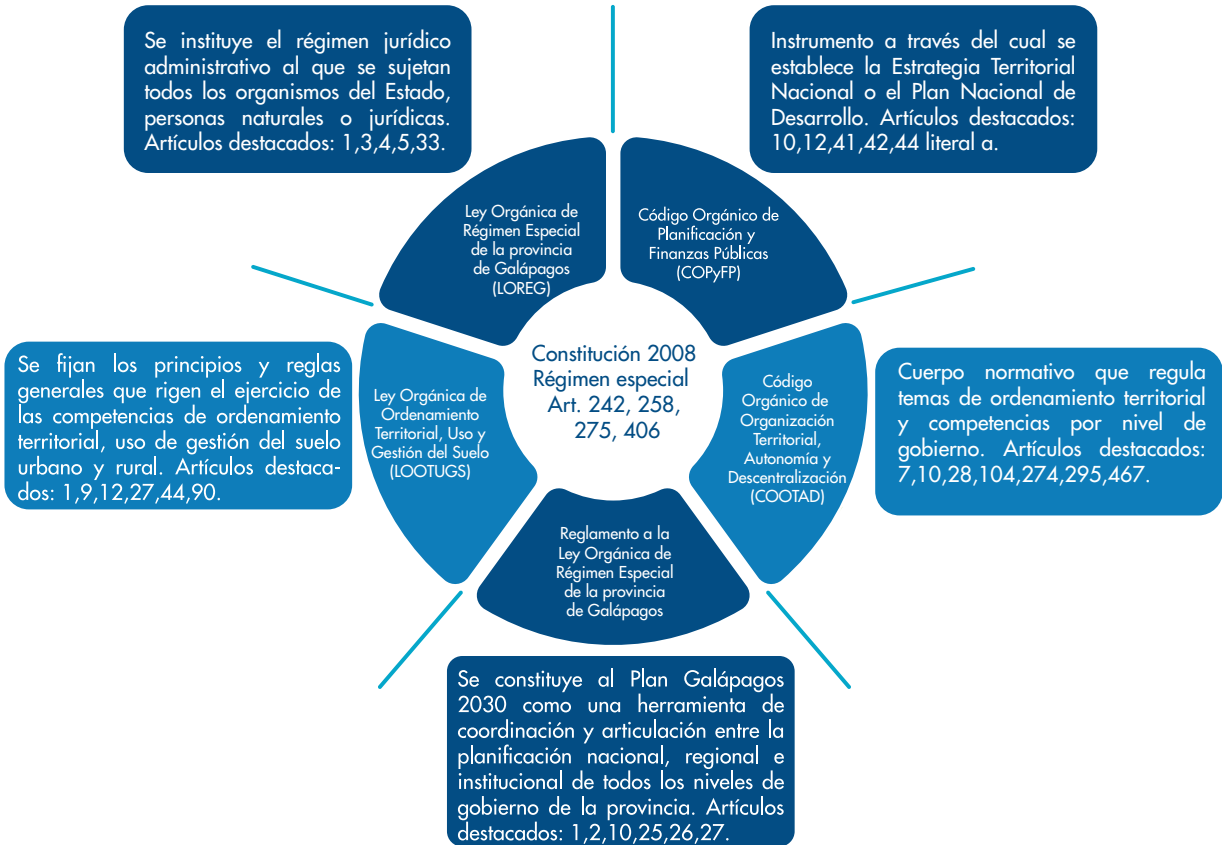 Se instituye el régimen jurídico
administrativo al que se sujetan
todos los organismos del Estado,
personas naturales o jurídicas.
Artículos destacados: 1,3,4,5,33.
Instrumento a través del cual se
establece la Estrategia Territorial
Nacional o el Plan Nacional de
Desarrollo. Artículos destacados:
10,12,41,42,44 literal a.
Ley Orgánica de
Régimen Especial
de la provincia
de Galápagos
(LOREG)
Código Orgánico de
Planificación y
Finanzas Públicas
(COPyFP)
Se fijan los principios y reglas
generales que rigen el ejercicio de
las competencias de ordenamiento
territorial, uso de gestión del suelo
urbano y rural. Artículos destaca-
dos: 1,9,12,27,44,90.
Ley Orgánica de
Ordenamiento
Territorial, Uso y
Gestión del Suelo
(LOOTUGS)
Constitución 2008
Régimen especial
Art. 242, 258,
275, 406
Código
Orgánico de
Organización
Territorial,
Autonomía y
Descentralización
(COOTAD)
Cuerpo normativo que regula
temas de ordenamiento territorial
y competencias por nivel de
gobierno. Artículos destacados:
7,10,28,104,274,295,467.
Reglamento a la
Ley Orgánica de
Régimen Especial
de la provincia
de Galápagos
Se constituye al Plan Galápagos
2030 como una herramienta de
coordinación y articulación entre la
planificación nacional, regional e
institucional de todos los niveles de
gobierno de la provincia. Artículos
destacados: 1,2,10,25,26,27.